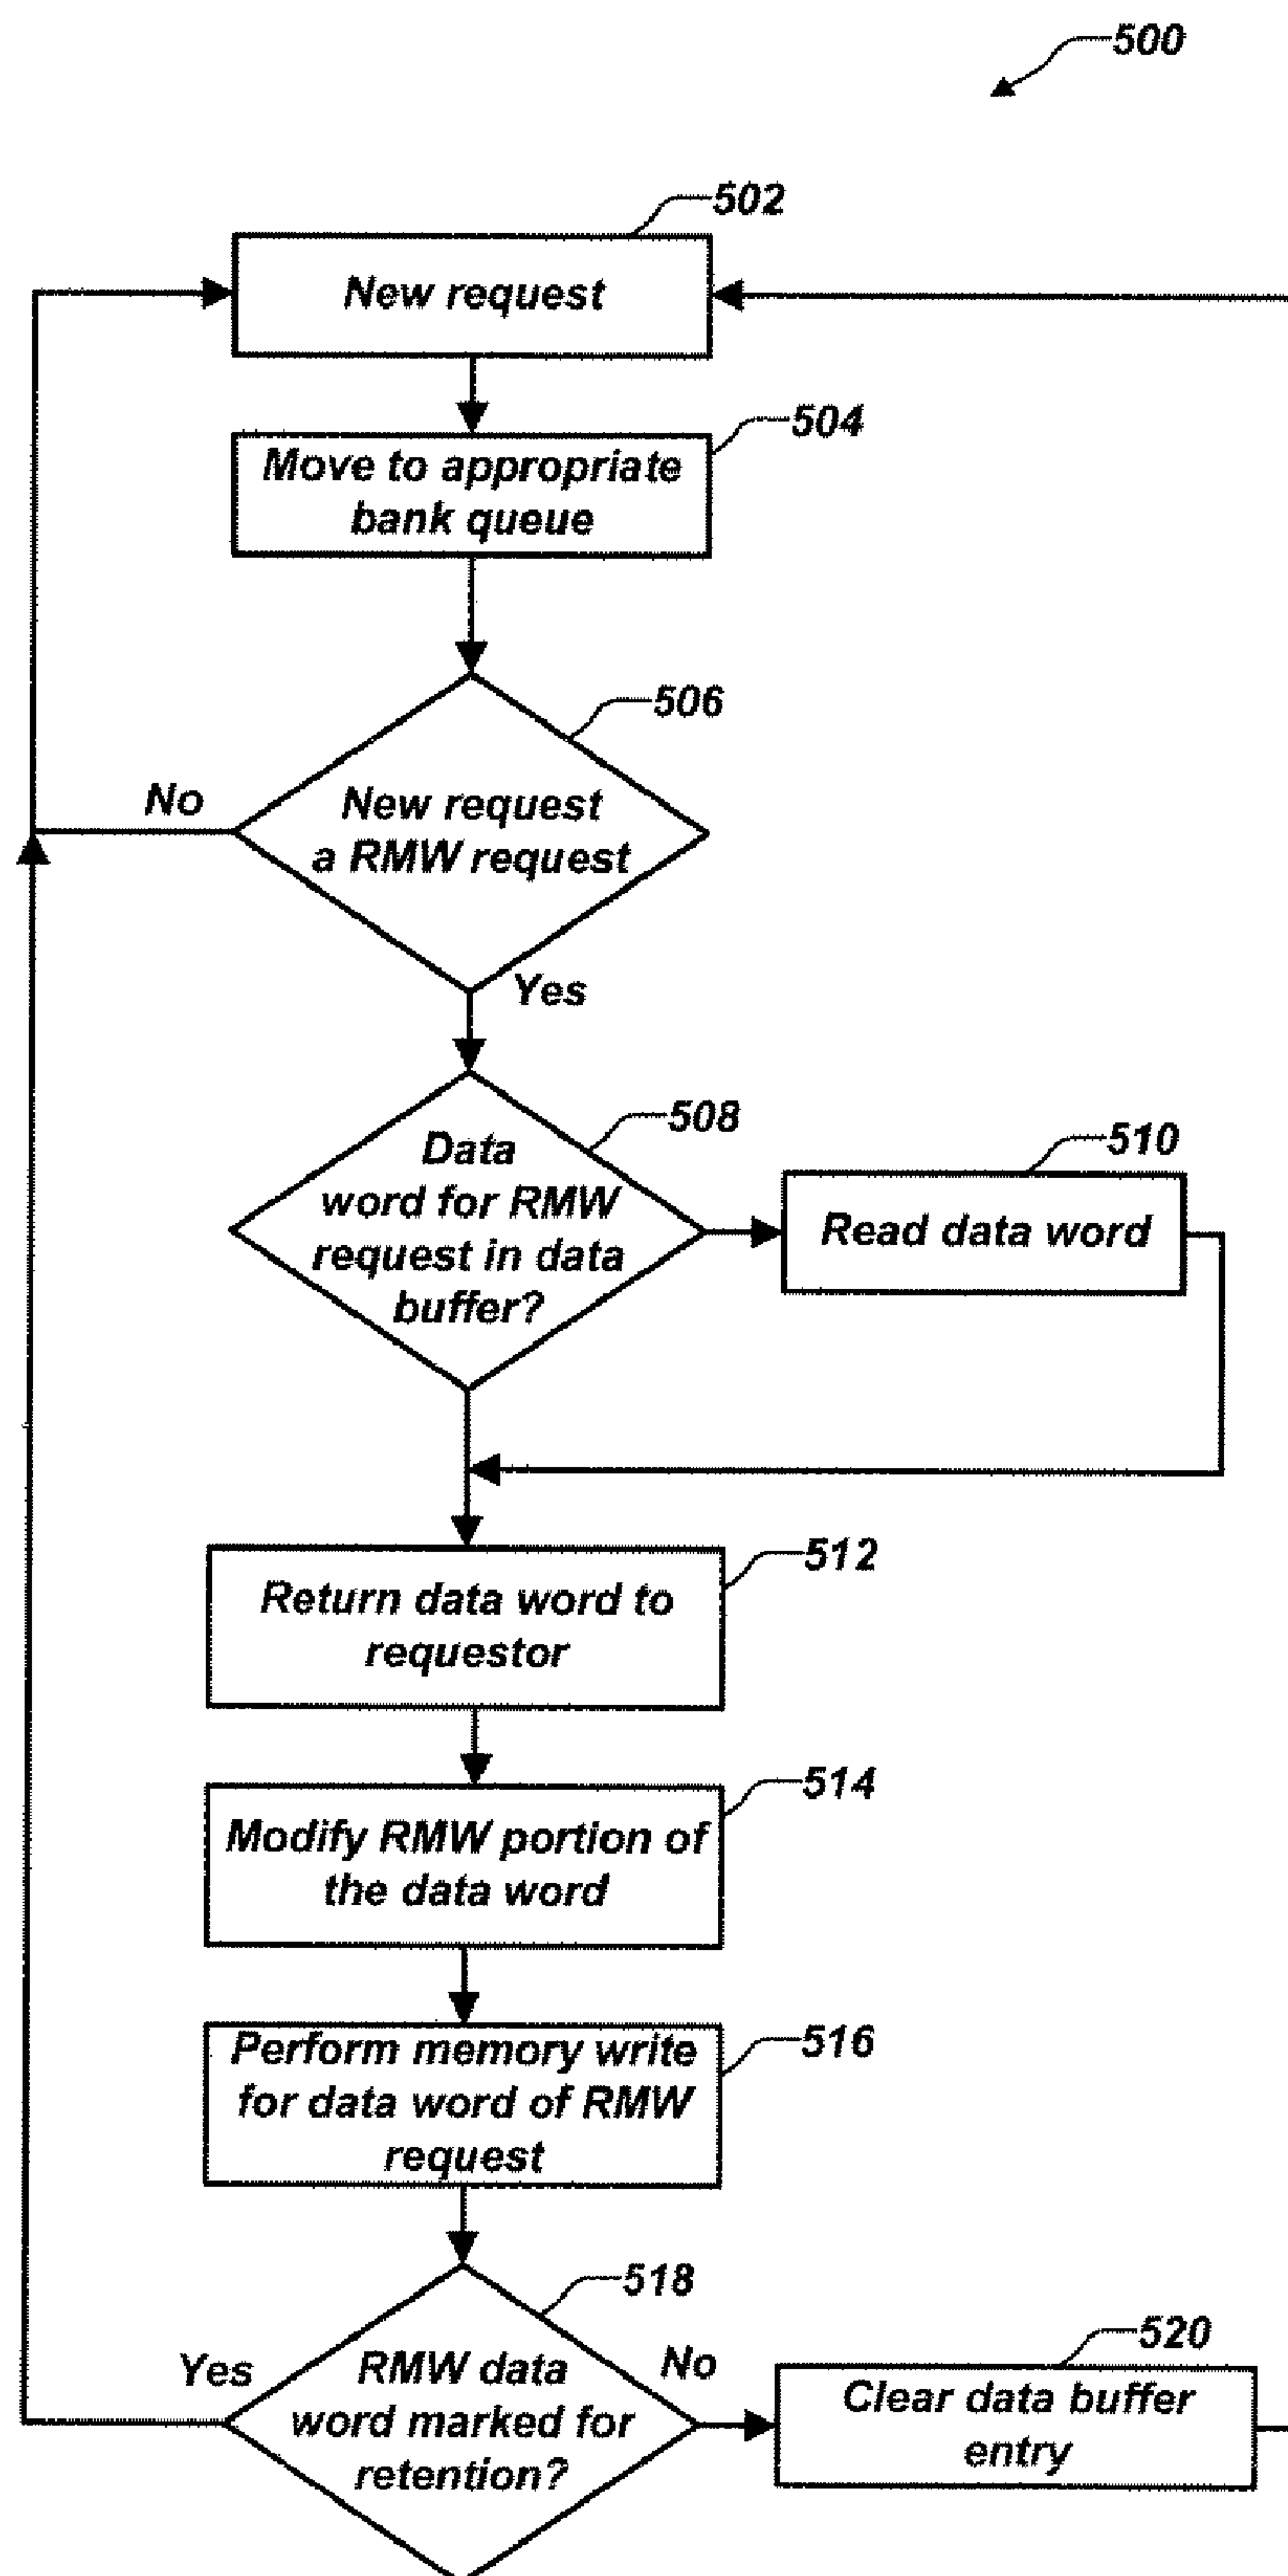 500
502
New request
504
Move to appropriate
bank queue
506
No
New request
a RMW request
Yes
508
Data
word for RMW
request in data
buffer?
510
Read data word
512
Return data word to
requestor
514
Modify RMW portion of
the data word
516
Perform memory write
for data word of RMW
request
518
Yes
RMW data
word marked for
retention?
No
520
Clear data buffer
entry